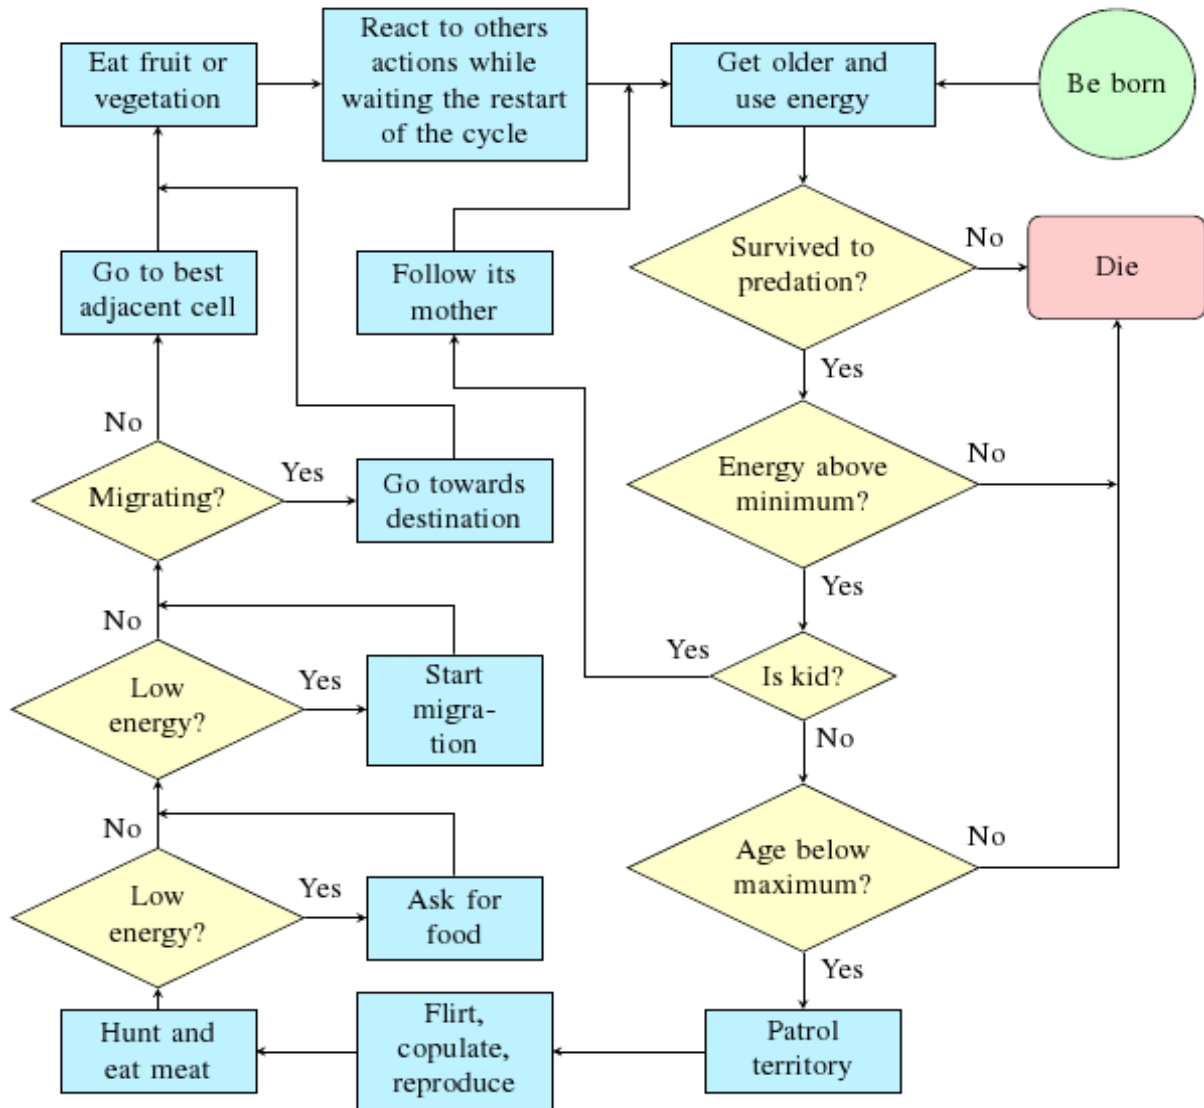 Eat fruit or
vegetation
React to others
actions while
waiting the restart
of the cycle
Get older and
use energy
Be born
Survived to
predation?
No
Die
Yes
Go to best
adjacent cell
Follow its
mother
No
Energy above
minimum?
No
Yes
Migrating?
Yes
Go towards
destination
No
Low
energy?
Yes
Start
migra-
tion
Yes
Is kid?
No
No
Low
energy?
Yes
Ask for
food
Age below
maximum?
No
Yes
Hunt and
eat meat
Flirt,
copulate,
reproduce
Patrol
territory